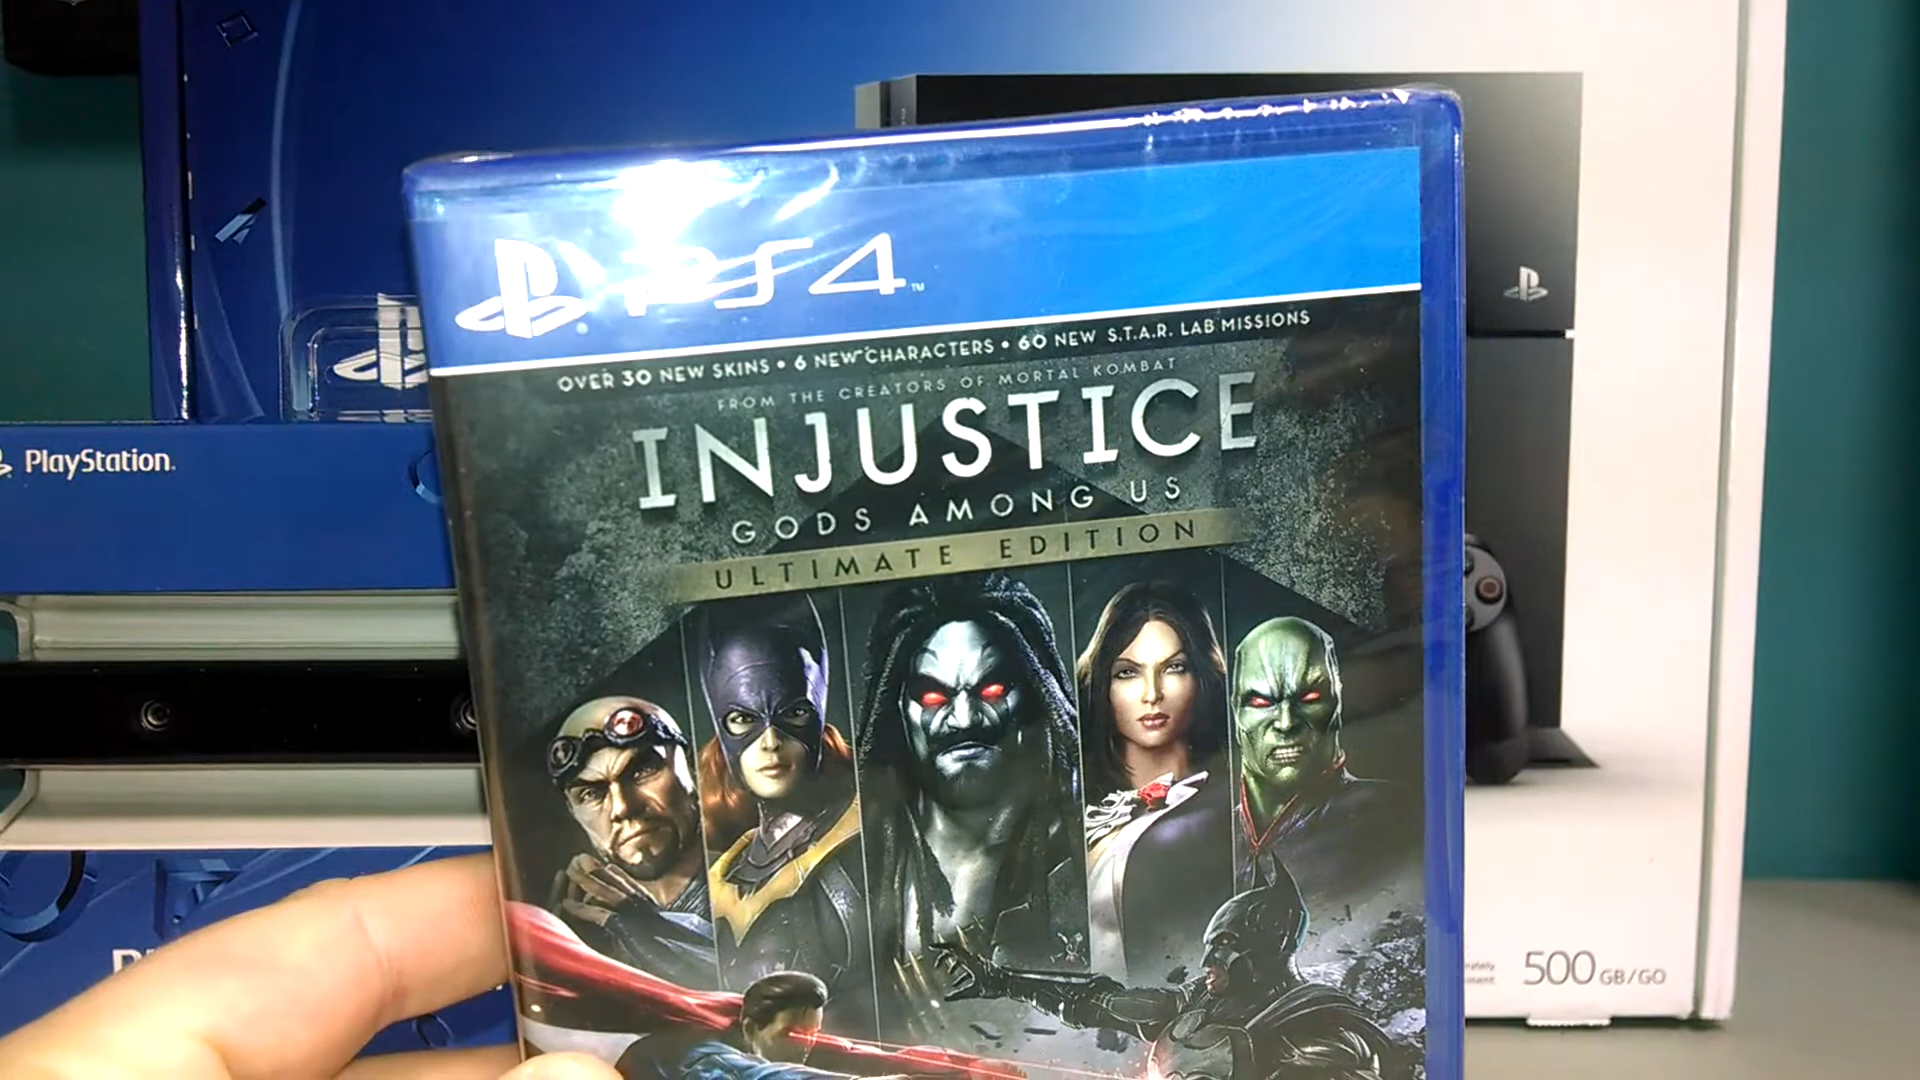 PS4™
OVER 30 NEW SKINS • 6 NEW CHARACTERS • 60 NEW S.T.A.R. LAB MISSIONS
FROM THE CREATORS OF MORTAL KOMBAT
INJUSTICE
GODS AMONG US
ULTIMATE EDITION
PlayStation®
500 GB/GO